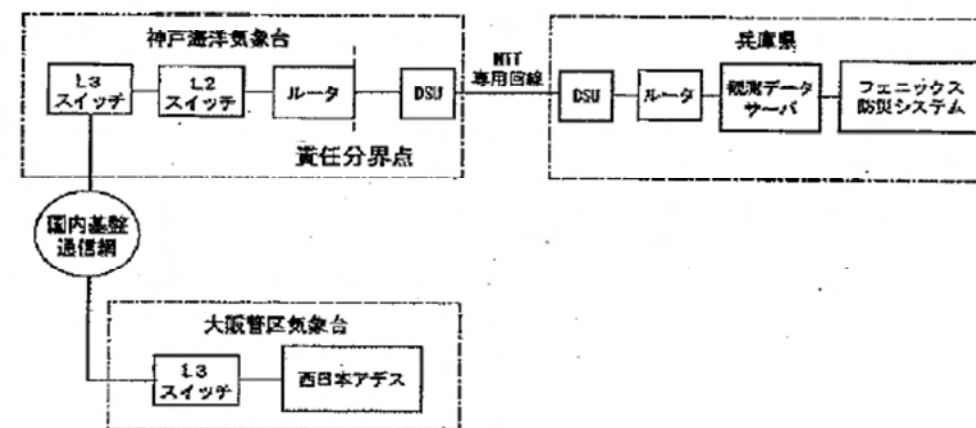 神戸海洋気象台
L3
スイッチ
L2
スイッチ
ルータ
DSU
責任分界点
NTT
専用回線
兵庫県
DSU
ルータ
観測データ
サーバ
フェニックス
防災システム
国内基盤
通信網
大阪管区気象台
L3
スイッチ
西日本アデス